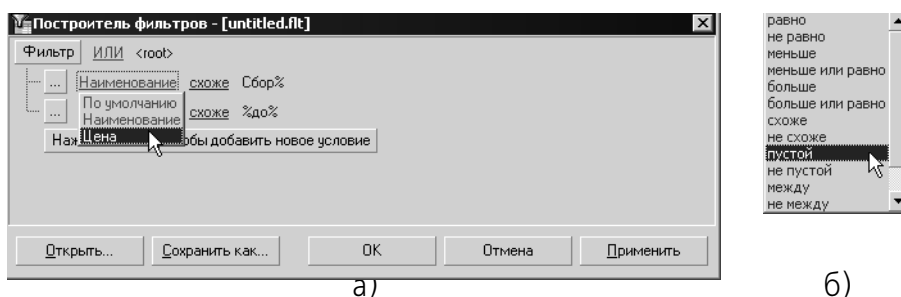 Построитель фильтров - [untitled.flt]
Фильтр ИЛИ <root>
... Наименование схоже Сбор%
По умолчанию
Наименование
Цена
... схоже %до%
Наж обы добавить новое условие
Открыть... Сохранить как... OK Отмена Применить
а)
равно
не равно
меньше
меньше или равно
больше
больше или равно
схоже
не схоже
пустой
не пустой
между
не между
б)